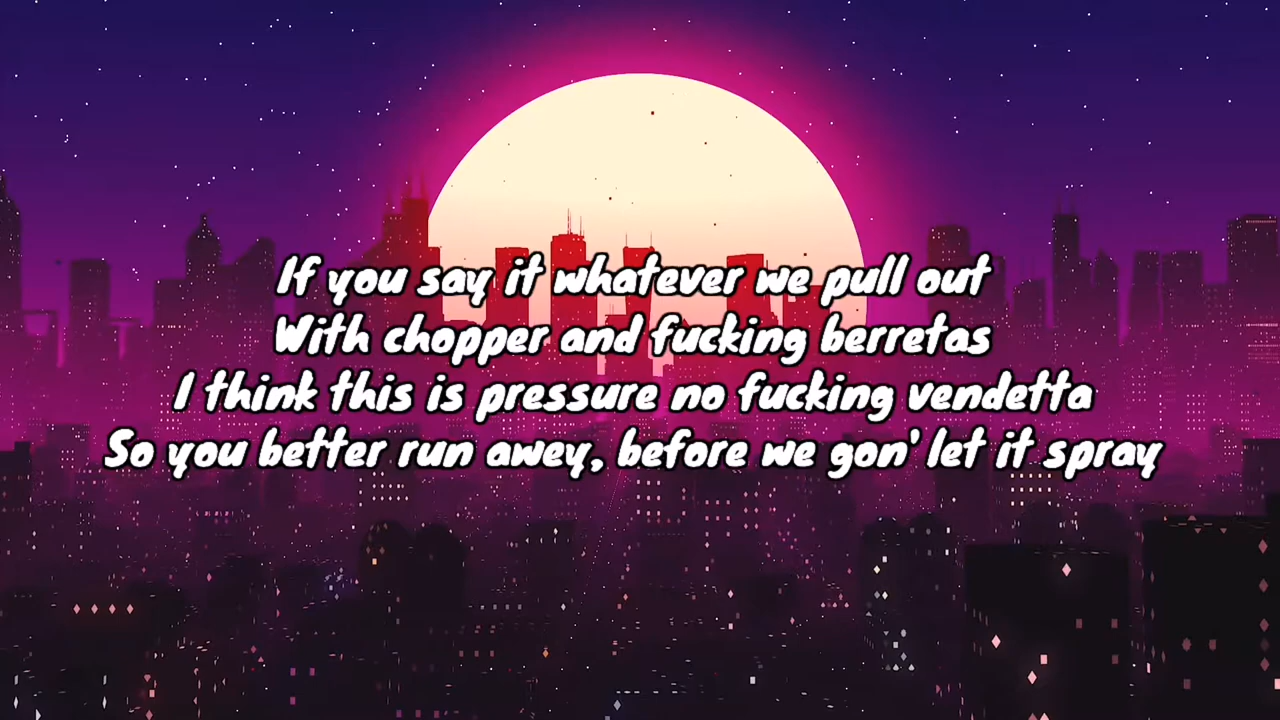 If you say it whatever we pull out
With chopper and fucking berretas
I think this is pressure no fucking vendetta
So you better run awey, before we gon' let it spray